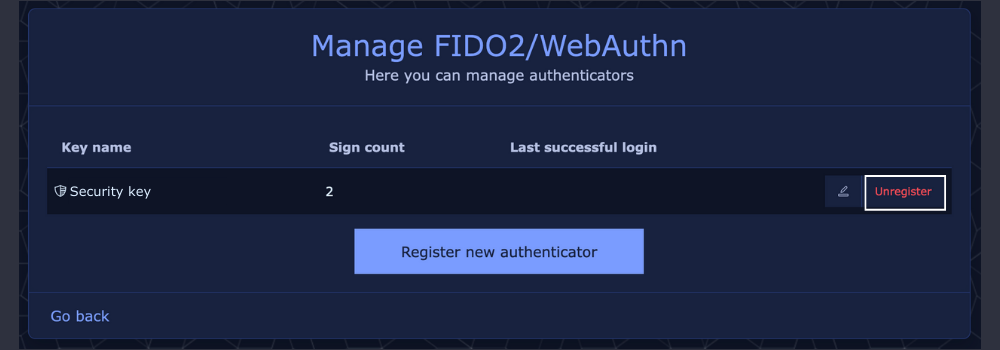 Manage FIDO2/WebAuthn
Here you can manage authenticators
Key name Sign count Last successful login
Security key 2 Unregister
Register new authenticator
Go back